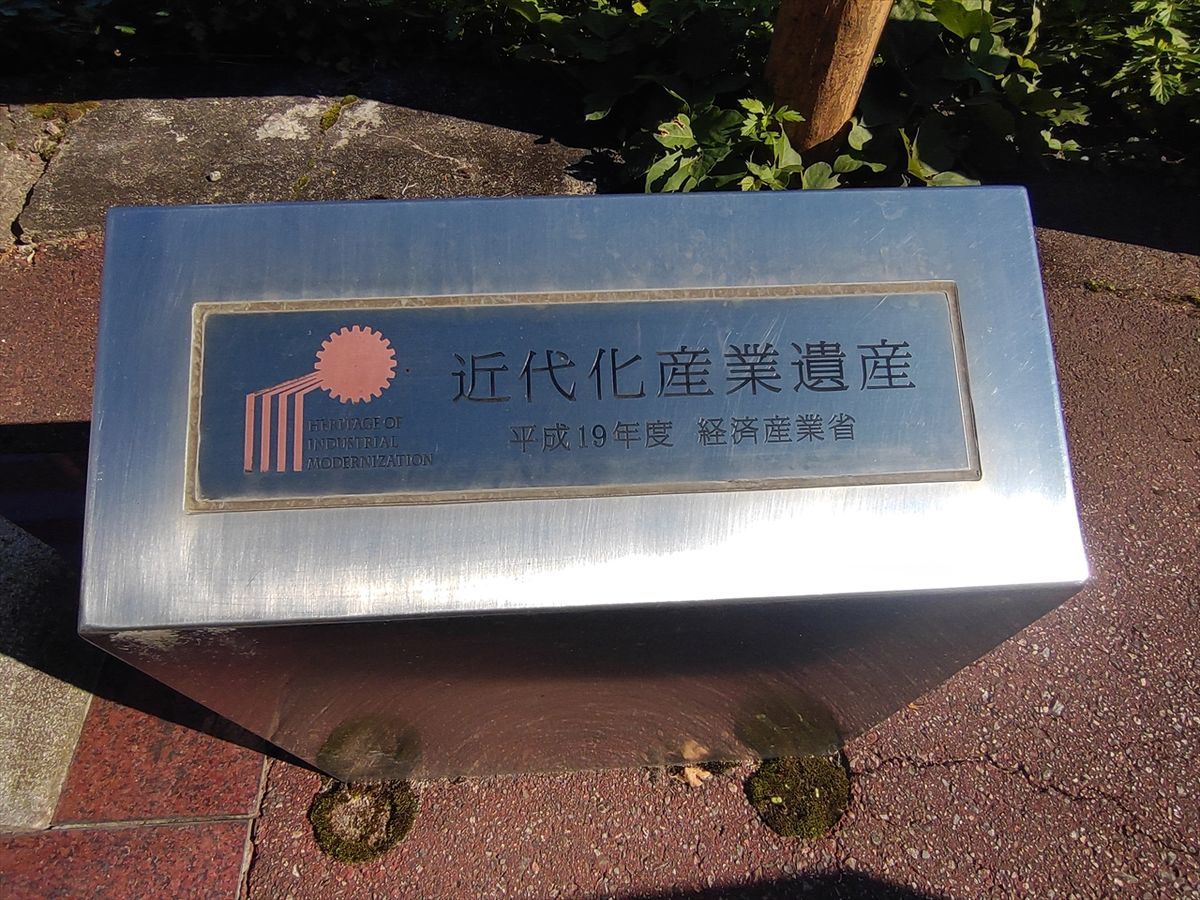 近代化産業遺産
平成19年度 経済産業省
HERITAGE OF
INDUSTRIAL
MODERNIZATION